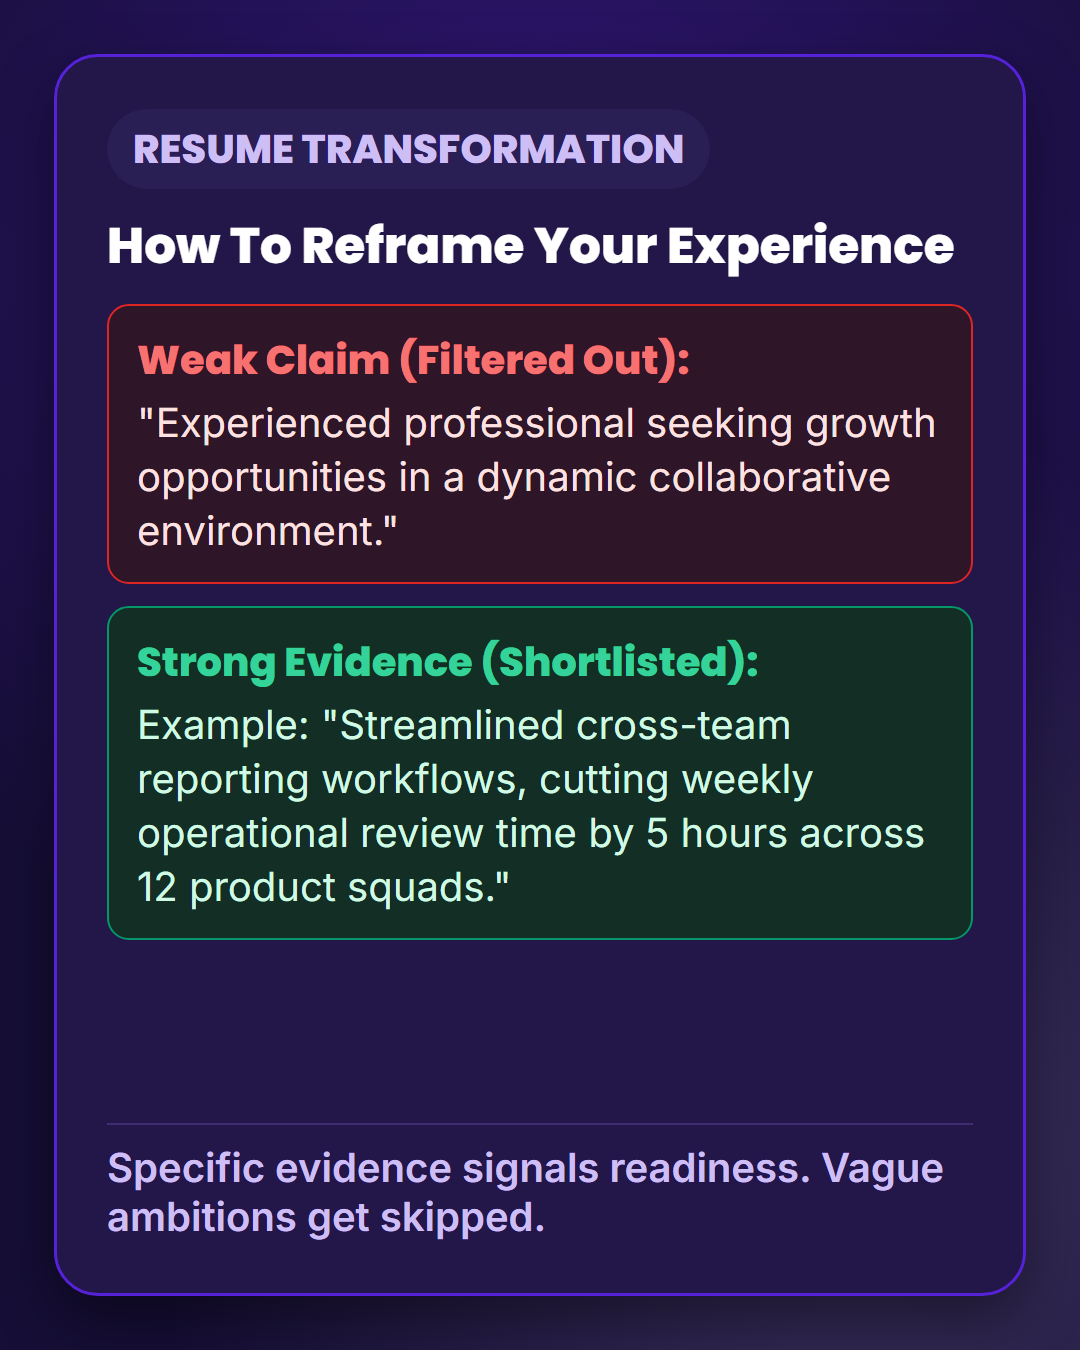 RESUME TRANSFORMATION
How To Reframe Your Experience
Weak Claim (Filtered Out):
"Experienced professional seeking growth
opportunities in a dynamic collaborative
environment."
Strong Evidence (Shortlisted):
Example: "Streamlined cross-team
reporting workflows, cutting weekly
operational review time by 5 hours across
12 product squads."
Specific evidence signals readiness. Vague
ambitions get skipped.